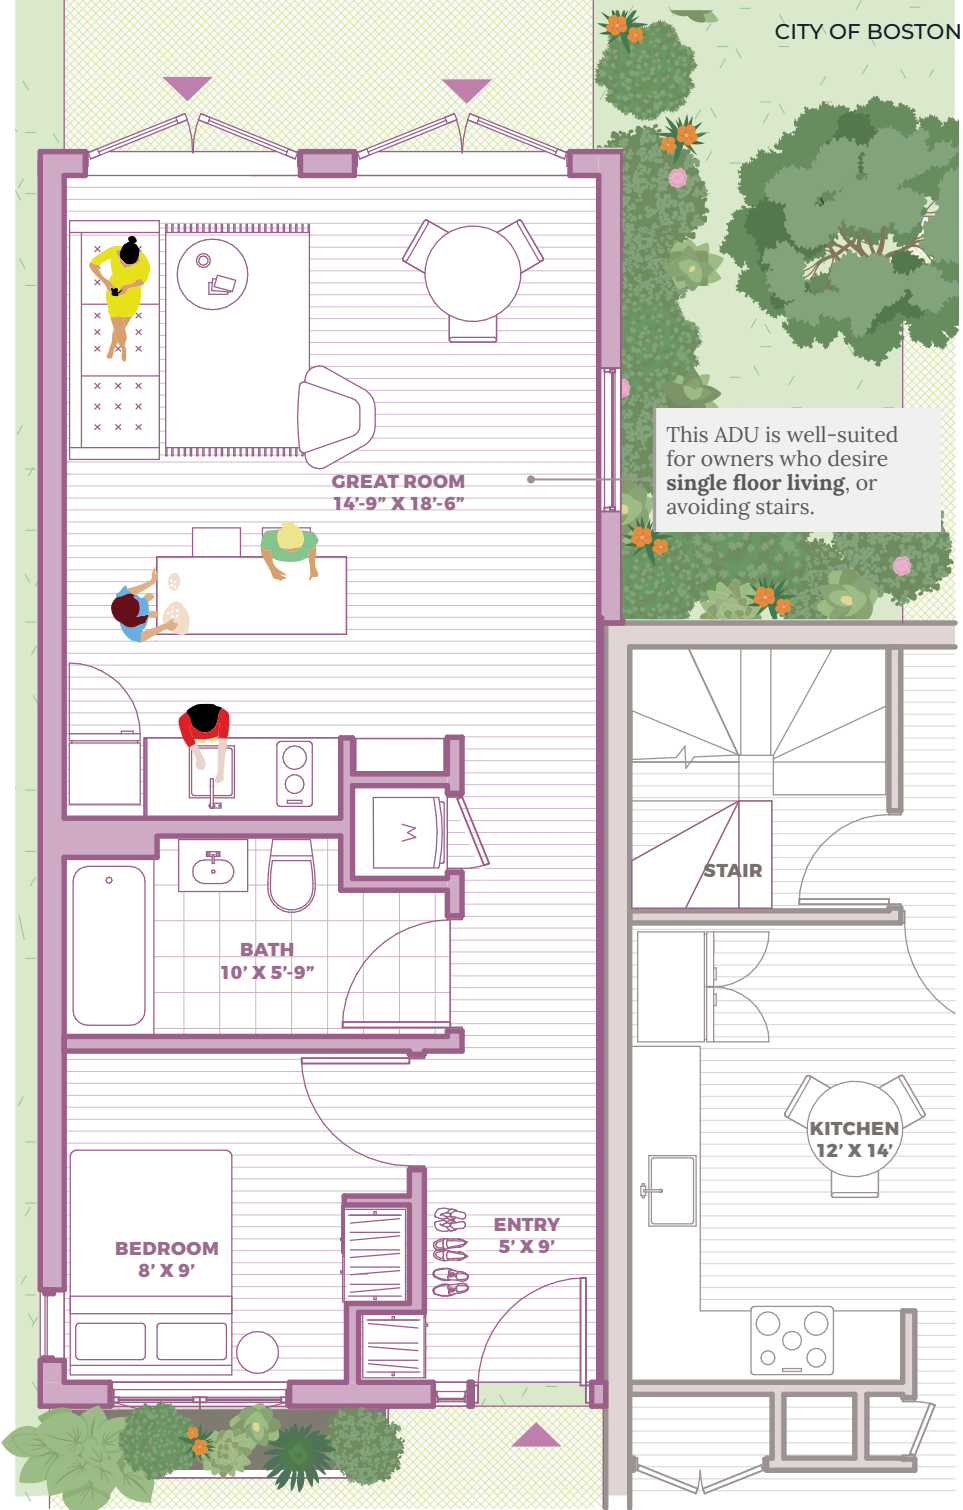 CITY OF BOSTON
This ADU is well-suited
for owners who desire
single floor living, or
avoiding stairs.
GREAT ROOM
14’-9” X 18’-6”
W
STAIR
BATH
10’ X 5’-9”
KITCHEN
12’ X 14’
ENTRY
5’ X 9’
BEDROOM
8’ X 9’